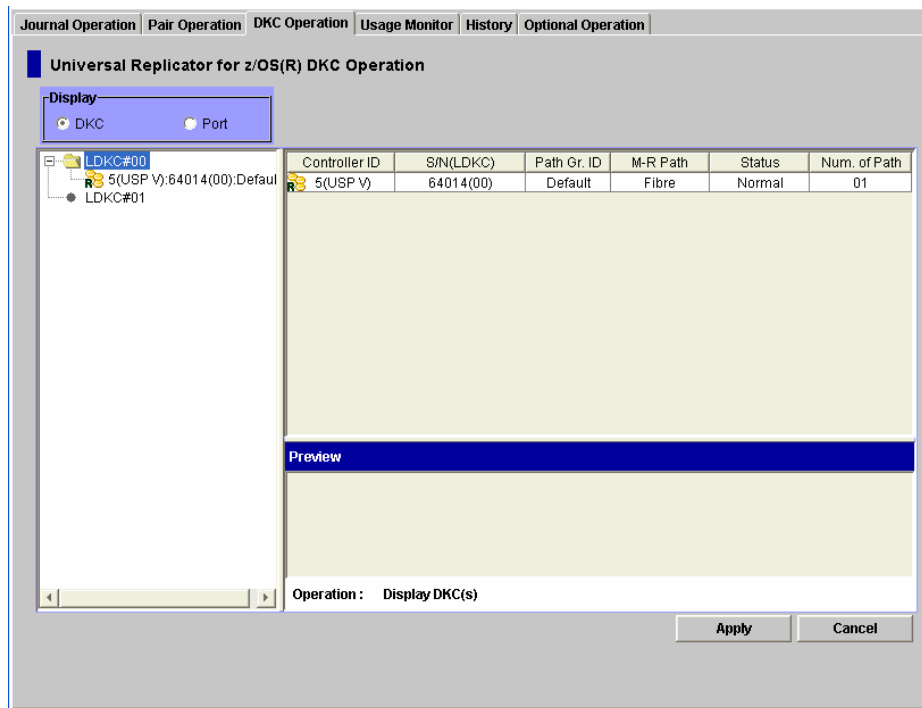 Journal Operation Pair Operation DKC Operation Usage Monitor History Optional Operation
Universal Replicator for z/OS(R) DKC Operation
Display
DKC Port
LDKC#00
R 5(USP V):64014(00):Defaul
LDKC#01
Controller ID S/N(LDKC) Path Gr. ID M-R Path Status Num. of Path
R 5(USP V) 64014(00) Default Fibre Normal 01
Preview
Operation : Display DKC(s)
Apply Cancel